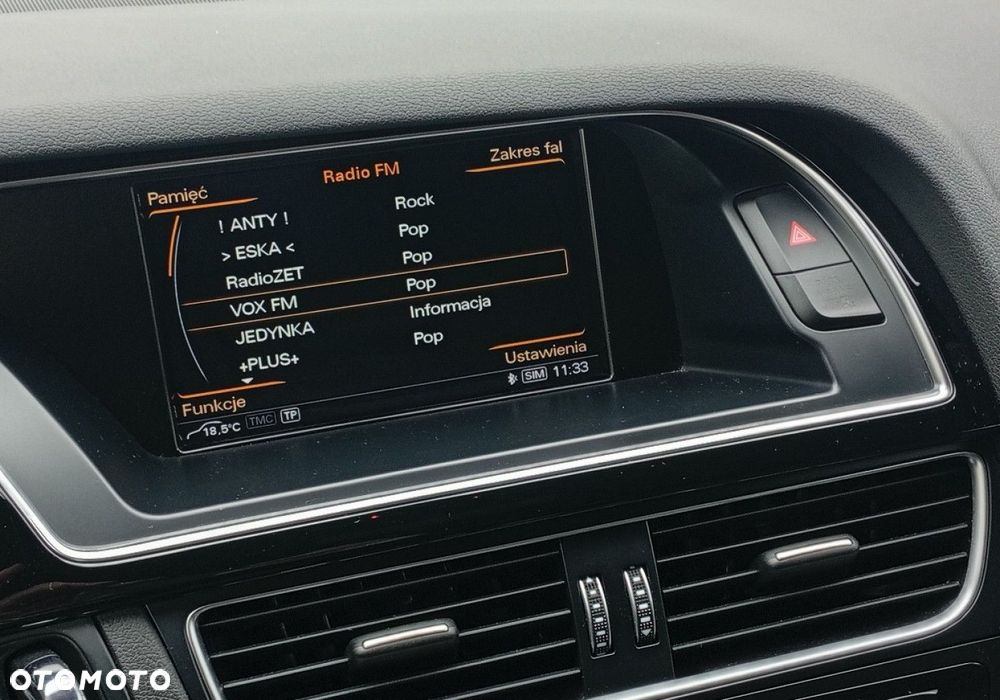 Radio FM
Zakres fal
Pamięć
! ANTY ! Rock
> ESKA < Pop
RadioZET Pop
VOX FM Pop
JEDYNKA Informacja
+PLUS+ Pop
Ustawienia
Funkcje
18.5°C TMC TP SIM 11:33
OTOMOTO